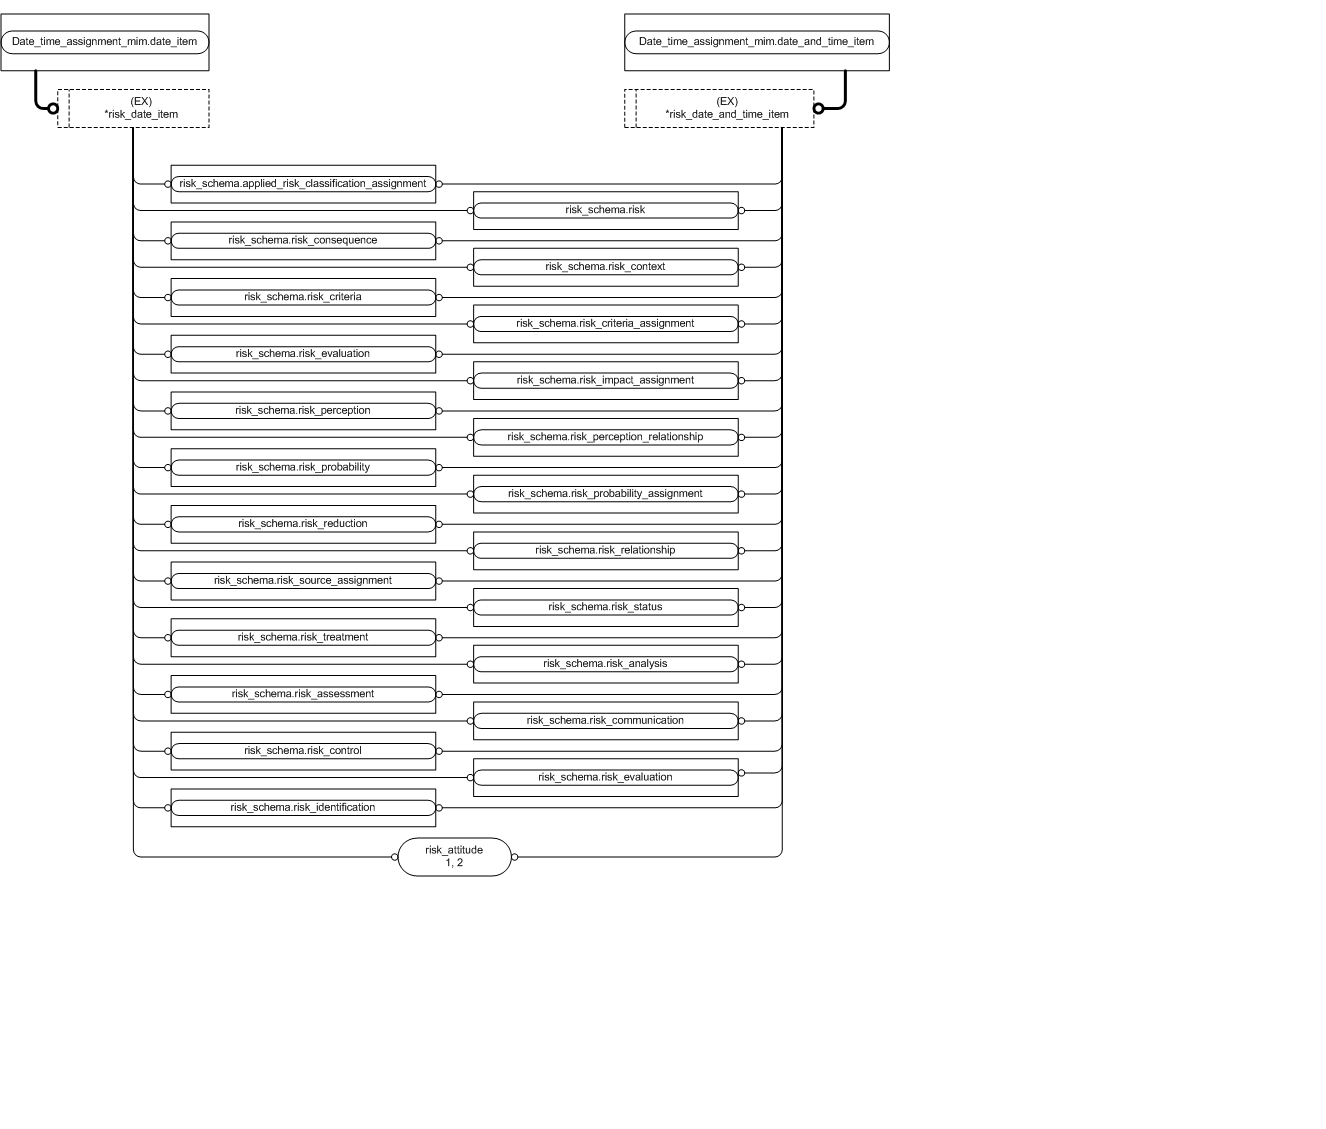 Date_time_assignment_mim.date_item
Date_time_assignment_mim.date_and_time_item
(EX)
*risk_date_item
(EX)
*risk_date_and_time_item
risk_schema.applied_risk_classification_assignment
risk_schema.risk
risk_schema.risk_consequence
risk_schema.risk_context
risk_schema.risk_criteria
risk_schema.risk_criteria_assignment
risk_schema.risk_evaluation
risk_schema.risk_impact_assignment
risk_schema.risk_perception
risk_schema.risk_perception_relationship
risk_schema.risk_probability
risk_schema.risk_probability_assignment
risk_schema.risk_reduction
risk_schema.risk_relationship
risk_schema.risk_source_assignment
risk_schema.risk_status
risk_schema.risk_treatment
risk_schema.risk_analysis
risk_schema.risk_assessment
risk_schema.risk_communication
risk_schema.risk_control
risk_schema.risk_evaluation
risk_schema.risk_identification
risk_attitude
1, 2